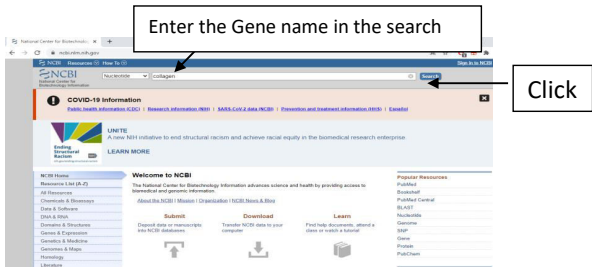 Enter the Gene name in the search
National Center for Biotechnolo
ncbi.nlm.nih.gov
NCBI Resources How To
Sign in to NCBI
NCBI
National Center for
Biotechnology Information
Nucleotide
collagen
Search
Click
COVID-19 Information
Public health information (CDC) | Research information (NIH) | SARS-CoV-2 data (NCBI) | Prevention and treatment information (HHS) | Español
UNITE
A new NIH initiative to end structural racism and achieve racial equity in the biomedical research enterprise.
LEARN MORE
Ending
Structural
Racism
NCBI Home
Resource List (A-Z)
All Resources
Chemicals & Bioassays
Data & Software
DNA & RNA
Domains & Structures
Genes & Expression
Genetics & Medicine
Genomes & Maps
Homology
Literature
Welcome to NCBI
The National Center for Biotechnology Information advances science and health by providing access to
biomedical and genomic information.
About the NCBI | Mission | Organization | NCBI News & Blog
Submit
Deposit data or manuscripts
into NCBI databases
Download
Transfer NCBI data to your
computer
Learn
Find help documents, attend a
class or watch a tutorial
Popular Resources
PubMed
Bookshelf
PubMed Central
BLAST
Nucleotide
Genome
SNP
Gene
Protein
PubChem